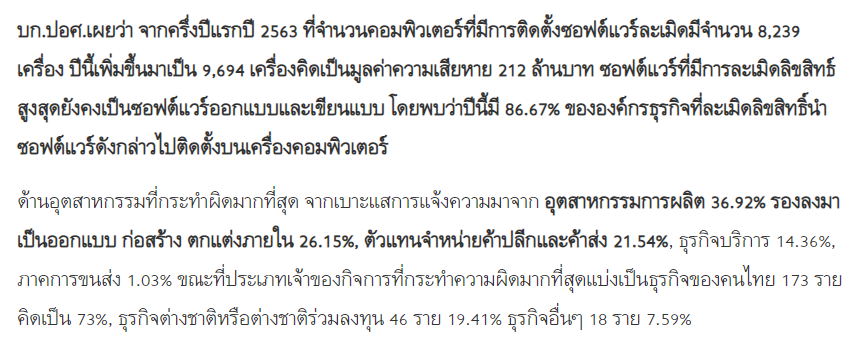 บก.ปอศ.เผยว่า จากครึ่งปีแรกปี 2563 ที่จำนวนคอมพิวเตอร์ที่มีการติดตั้งซอฟต์แวร์ละเมิดมีจำนวน 8,239
เครื่อง ปีนี้เพิ่มขึ้นมาเป็น 9,694 เครื่องคิดเป็นมูลค่าความเสียหาย 212 ล้านบาท ซอฟต์แวร์ที่มีการละเมิดลิขสิทธ์
สูงสุดยังคงเป็นซอฟต์แวร์ออกแบบและเขียนแบบ โดยพบว่าปีนี้มี 86.67% ขององค์กรธุรกิจที่ละเมิดลิขสิทธิ์นำ
ซอฟต์แวร์ดังกล่าวไปติดตั้งบนเครื่องคอมพิวเตอร์
ด้านอุตสาหกรรมที่กระทำผิดมากที่สุด จากเบาะแสการแจ้งความมาจาก อุตสาหกรรมการผลิต 36.92% รองลงมา
เป็นออกแบบ ก่อสร้าง ตกแต่งภายใน 26.15%, ตัวแทนจำหน่ายค้าปลีกและค้าส่ง 21.54%, ธุรกิจบริการ 14.36%,
ภาคการขนส่ง 1.03% ขณะที่ประเภทเจ้าของกิจการที่กระทำความผิดมากที่สุดแบ่งเป็นธุรกิจของคนไทย 173 ราย
คิดเป็น 73%, ธุรกิจต่างชาติหรือต่างชาติร่วมลงทุน 46 ราย 19.41% ธุรกิจอื่นๆ 18 ราย 7.59%